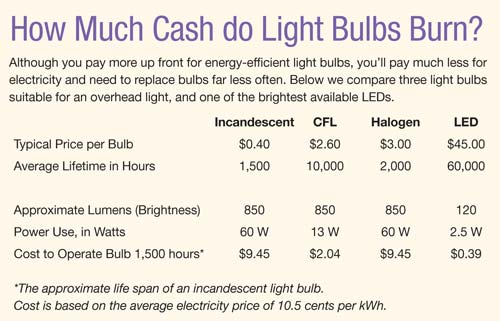 How Much Cash do Light Bulbs Burn?
Although you pay more up front for energy-efficient light bulbs, you'll pay much less for
electricity and need to replace bulbs far less often. Below we compare three light bulbs
suitable for an overhead light, and one of the brightest available LEDs.
Incandescent CFL Halogen LED
Typical Price per Bulb $0.40 $2.60 $3.00 $45.00
Average Lifetime in Hours 1,500 10,000 2,000 60,000
Approximate Lumens (Brightness) 850 850 850 120
Power Use, in Watts 60 W 13 W 60 W 2.5 W
Cost to Operate Bulb 1,500 hours* $9.45 $2.04 $9.45 $0.39
*The approximate life span of an incandescent light bulb.
Cost is based on the average electricity price of 10.5 cents per kWh.